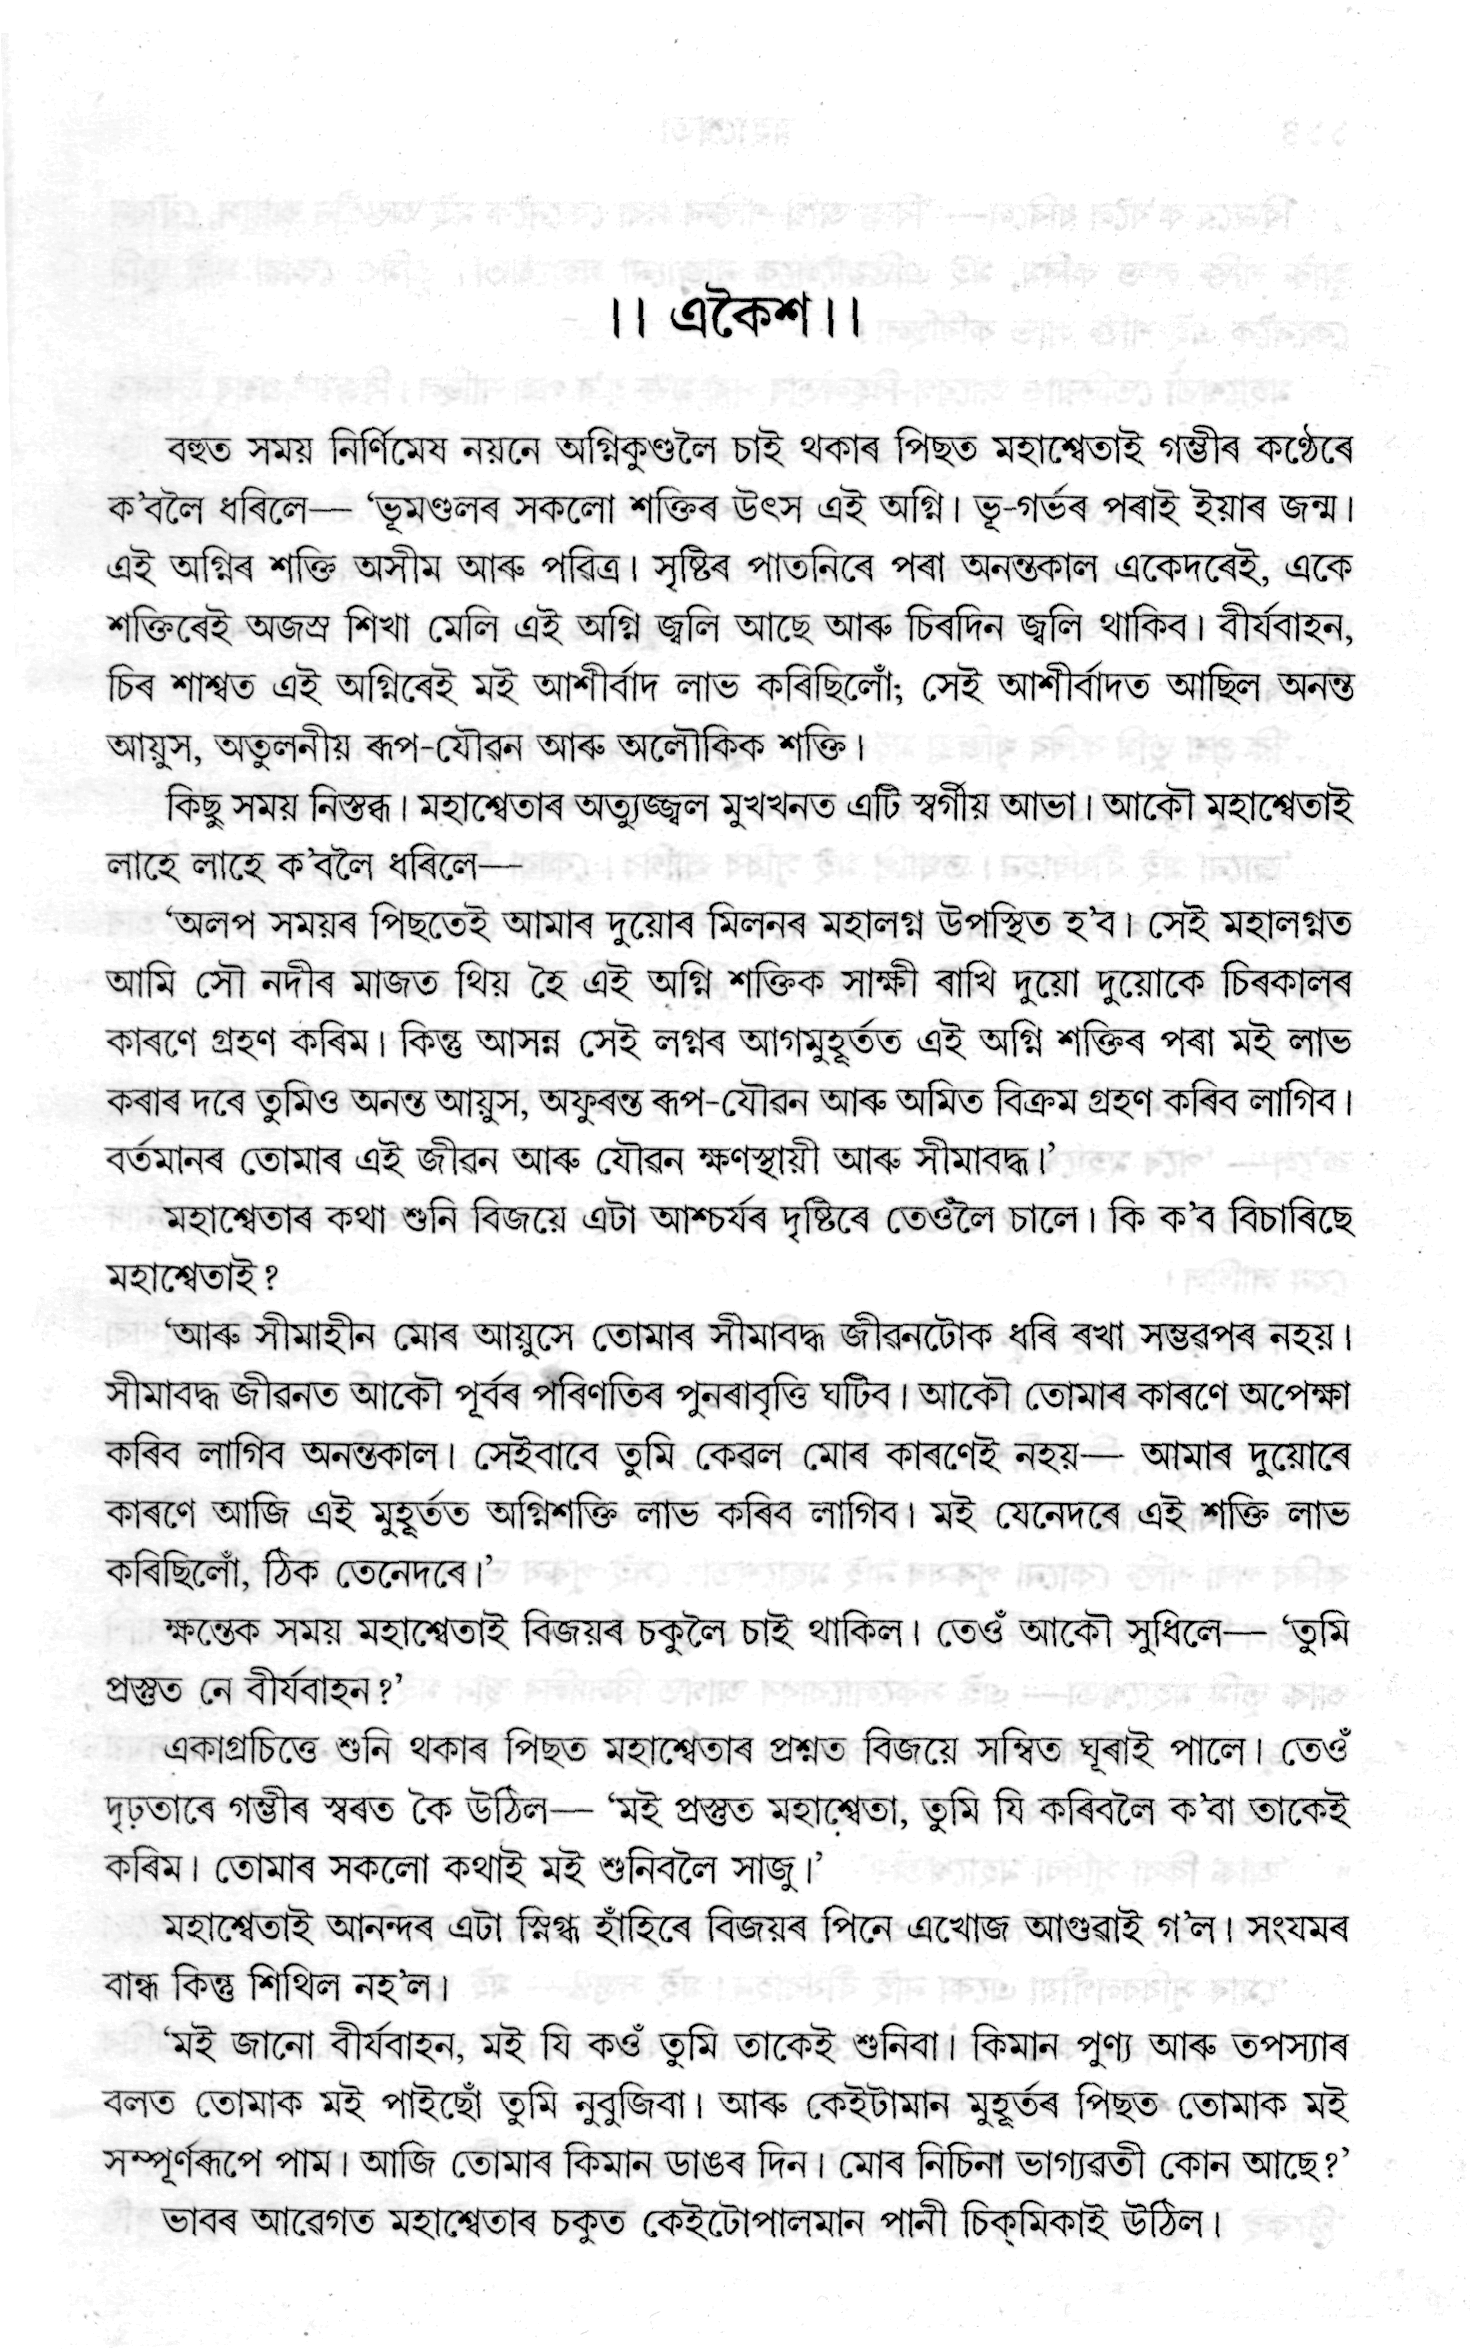 ।। একৈশ।।
বহুত সময় নিৰ্ণিমেষ নয়নে অগ্নিকুণ্ডলৈ চাই থকাৰ পিছত মহাশ্বেতাই গম্ভীৰ কণ্ঠেৰে
ক’বলৈ ধৰিলে— ‘ভূমণ্ডলৰ সকলো শক্তিৰ উৎস এই অগ্নি। ভূ-গৰ্ভৰ পৰাই ইয়াৰ জন্ম।
এই অগ্নিৰ শক্তি অসীম আৰু পৱিত্ৰ। সৃষ্টিৰ পাতনিৰে পৰা অনন্তকাল একেদৰেই, একে
শক্তিৰেই অজস্ৰ শিখা মেলি এই অগ্নি জ্বলি আছে আৰু চিৰদিন জ্বলি থাকিব। বীৰ্যবাহন,
চিৰ শাশ্বত এই অগ্নিৰেই মই আশীৰ্বাদ লাভ কৰিছিলোঁ; সেই আশীৰ্বাদত আছিল অনন্ত
আয়ুস, অতুলনীয় ৰূপ-যৌৱন আৰু অলৌকিক শক্তি।
কিছু সময় নিস্তব্ধ। মহাশ্বেতাৰ অত্যুজ্জ্বল মুখখনত এটি স্বৰ্গীয় আভা। আকৌ মহাশ্বেতাই
লাহে লাহে ক’বলৈ ধৰিলে—
‘অলপ সময়ৰ পিছতেই আমাৰ দুয়োৰ মিলনৰ মহালগ্ন উপস্থিত হ’ব। সেই মহালগ্নত
আমি সৌ নদীৰ মাজত থিয় হৈ এই অগ্নি শক্তিক সাক্ষী ৰাখি দুয়ো দুয়োকে চিৰকালৰ
কাৰণে গ্ৰহণ কৰিম। কিন্তু আসন্ন সেই লগ্নৰ আগমুহূৰ্তত এই অগ্নি শক্তিৰ পৰা মই লাভ
কৰাৰ দৰে তুমিও অনন্ত আয়ুস, অফুৰন্ত ৰূপ-যৌৱন আৰু অমিত বিক্ৰম গ্ৰহণ কৰিব লাগিব।
বৰ্তমানৰ তোমাৰ এই জীৱন আৰু যৌৱন ক্ষণস্থায়ী আৰু সীমাবদ্ধ।’
মহাশ্বেতাৰ কথা শুনি বিজয়ে এটা আশ্চৰ্যৰ দৃষ্টিৰে তেওঁলৈ চালে। কি ক’ব বিচাৰিছে
মহাশ্বেতাই?
‘আৰু সীমাহীন মোৰ আয়ুসে তোমাৰ সীমাবদ্ধ জীৱনটোক ধৰি ৰখা সম্ভৱপৰ নহয়।
সীমাবদ্ধ জীৱনত আকৌ পূৰ্বৰ পৰিণতিৰ পুনৰাবৃত্তি ঘটিব। আকৌ তোমাৰ কাৰণে অপেক্ষা
কৰিব লাগিব অনন্তকাল। সেইবাবে তুমি কেৱল মোৰ কাৰণেই নহয়— আমাৰ দুয়োৰে
কাৰণে আজি এই মুহূৰ্তত অগ্নিশক্তি লাভ কৰিব লাগিব। মই যেনেদৰে এই শক্তি লাভ
কৰিছিলোঁ, ঠিক তেনেদৰে।’
ক্ষন্তেক সময় মহাশ্বেতাই বিজয়ৰ চকুলৈ চাই থাকিল। তেওঁ আকৌ সুধিলে— ‘তুমি
প্ৰস্তুত নে বীৰ্যবাহন?’
একাগ্ৰচিত্তে শুনি থকাৰ পিছত মহাশ্বেতাৰ প্ৰশ্নত বিজয়ে সম্বিত ঘূৰাই পালে। তেওঁ
দৃঢ়তাৰে গম্ভীৰ স্বৰত কৈ উঠিল— ‘মই প্ৰস্তুত মহাশ্বেতা, তুমি যি কৰিবলৈ ক’বা তাকেই
কৰিম। তোমাৰ সকলো কথাই মই শুনিবলৈ সাজু।’
মহাশ্বেতাই আনন্দৰ এটা স্নিগ্ধ হাঁহিৰে বিজয়ৰ পিনে এখোজ আগুৱাই গ’ল। সংযমৰ
বান্ধ কিন্তু শিথিল নহ’ল।
‘মই জানো বীৰ্যবাহন, মই যি কওঁ তুমি তাকেই শুনিবা। কিমান পুণ্য আৰু তপস্যাৰ
বলত তোমাক মই পাইছোঁ তুমি নুবুজিবা। আৰু কেইটামান মুহূৰ্তৰ পিছত তোমাক মই
সম্পূৰ্ণৰূপে পাম। আজি তোমাৰ কিমান ডাঙৰ দিন। মোৰ নিচিনা ভাগ্যৱতী কোন আছে?’
ভাবৰ আৱেগত মহাশ্বেতাৰ চকুত কেইটোপালমান পানী চিক্‌মিকাই উঠিল।